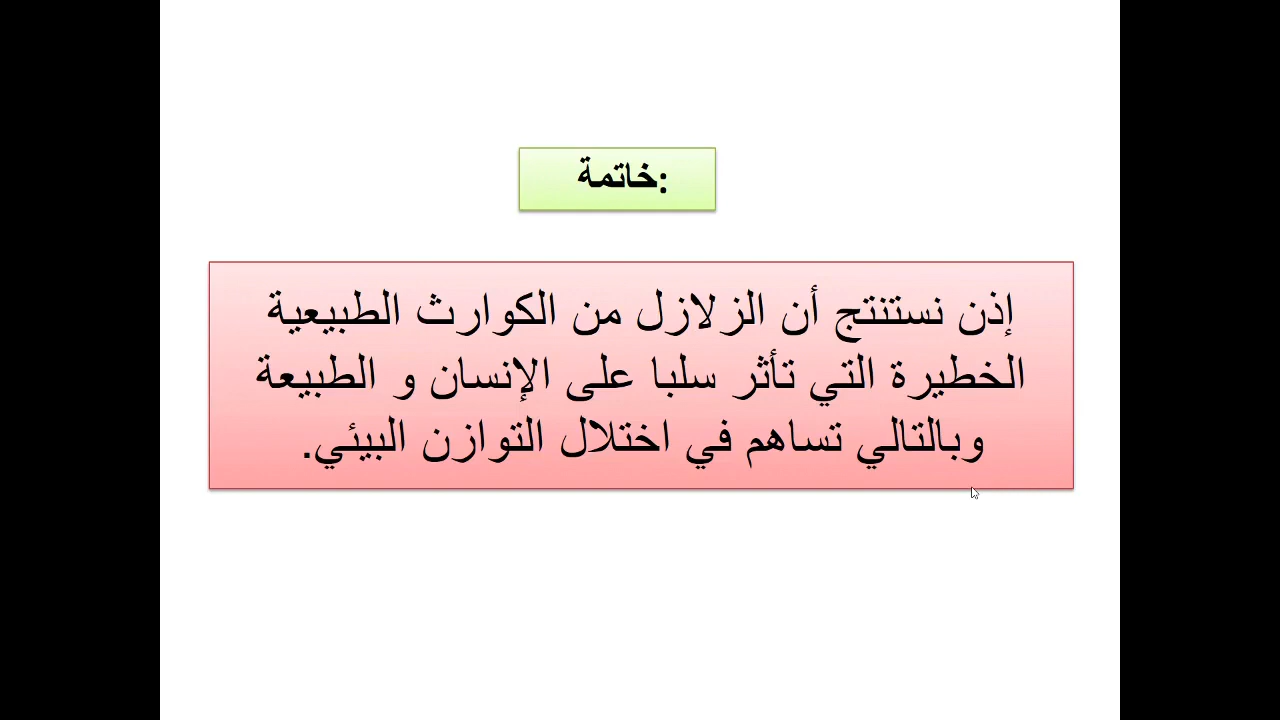 خاتمة:
إذن نستنتج أن الزلازل من الكوارث الطبيعية
الخطيرة التي تأثر سلبا على الإنسان و الطبيعة
وبالتالي تساهم في اختلال التوازن البيئي.